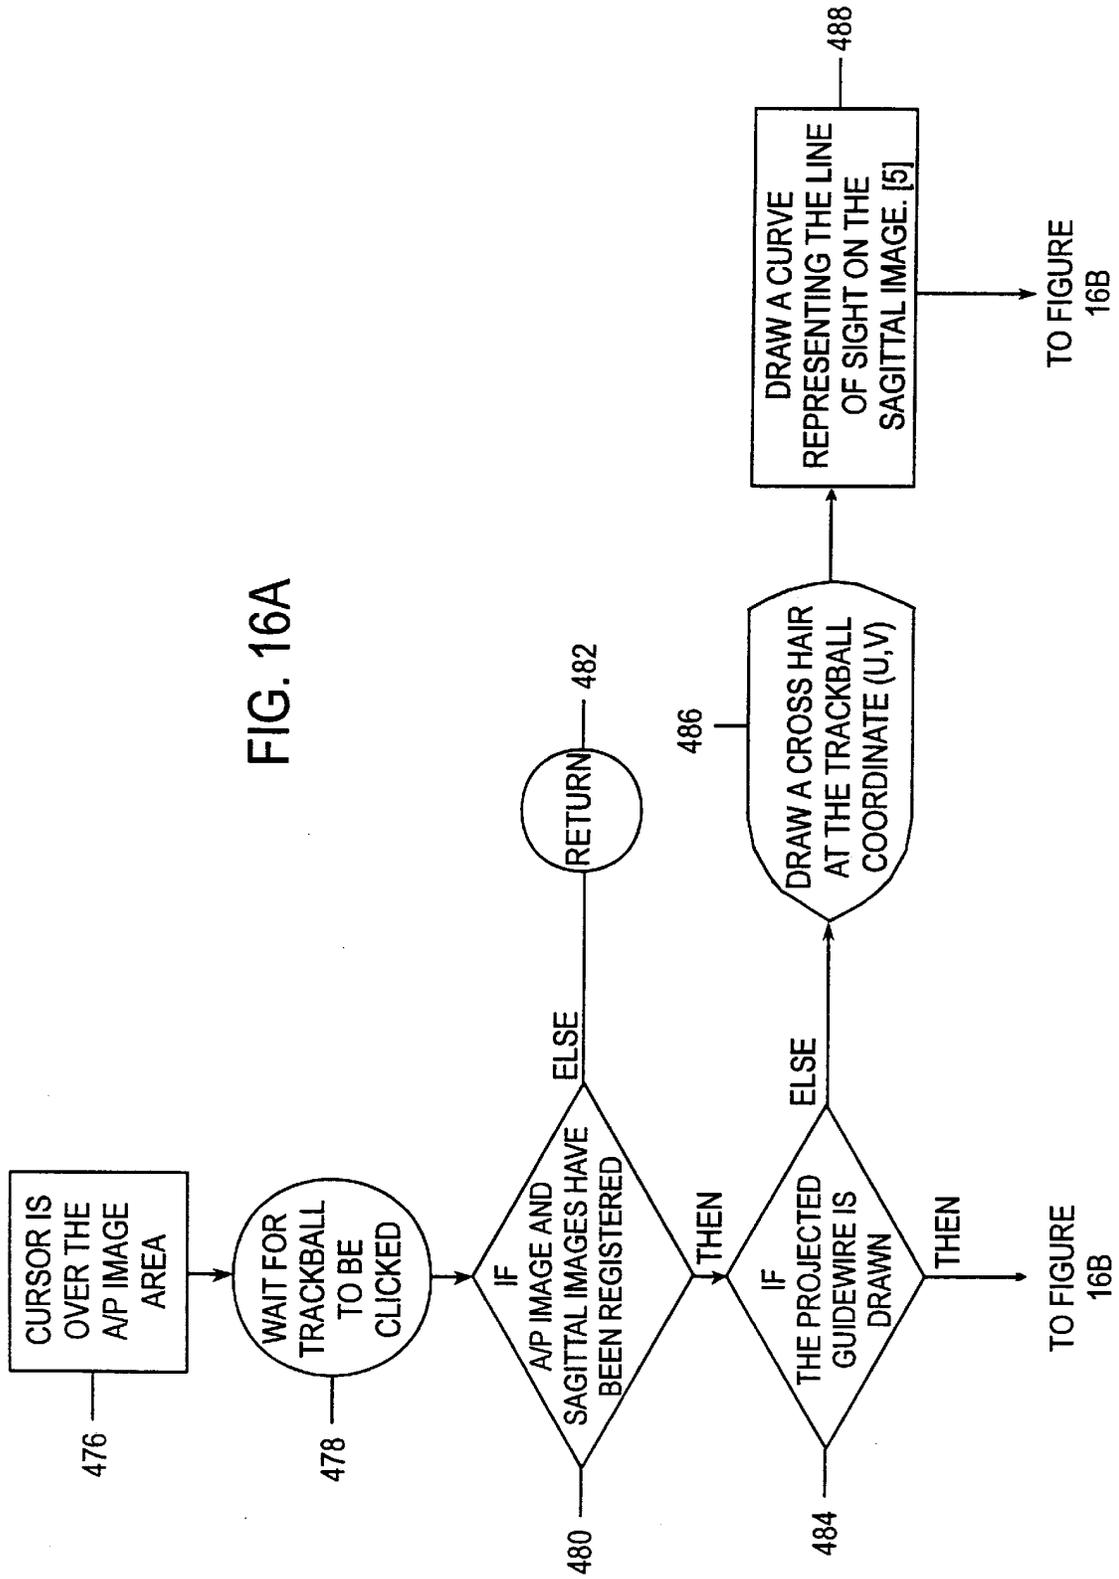 FIG. 16A
476
CURSOR IS
OVER THE
A/P IMAGE
AREA
478
WAIT FOR
TRACKBALL
TO BE
CLICKED
480
IF
A/P IMAGE AND
SAGITTAL IMAGES HAVE
BEEN REGISTERED
ELSE
RETURN
482
THEN
484
IF
THE PROJECTED
GUIDEWIRE IS
DRAWN
ELSE
486
DRAW A CROSS HAIR
AT THE TRACKBALL
COORDINATE (U,V)
DRAW A CURVE
REPRESENTING THE LINE
OF SIGHT ON THE
SAGITTAL IMAGE. [5]
488
THEN
TO FIGURE
16B
TO FIGURE
16B